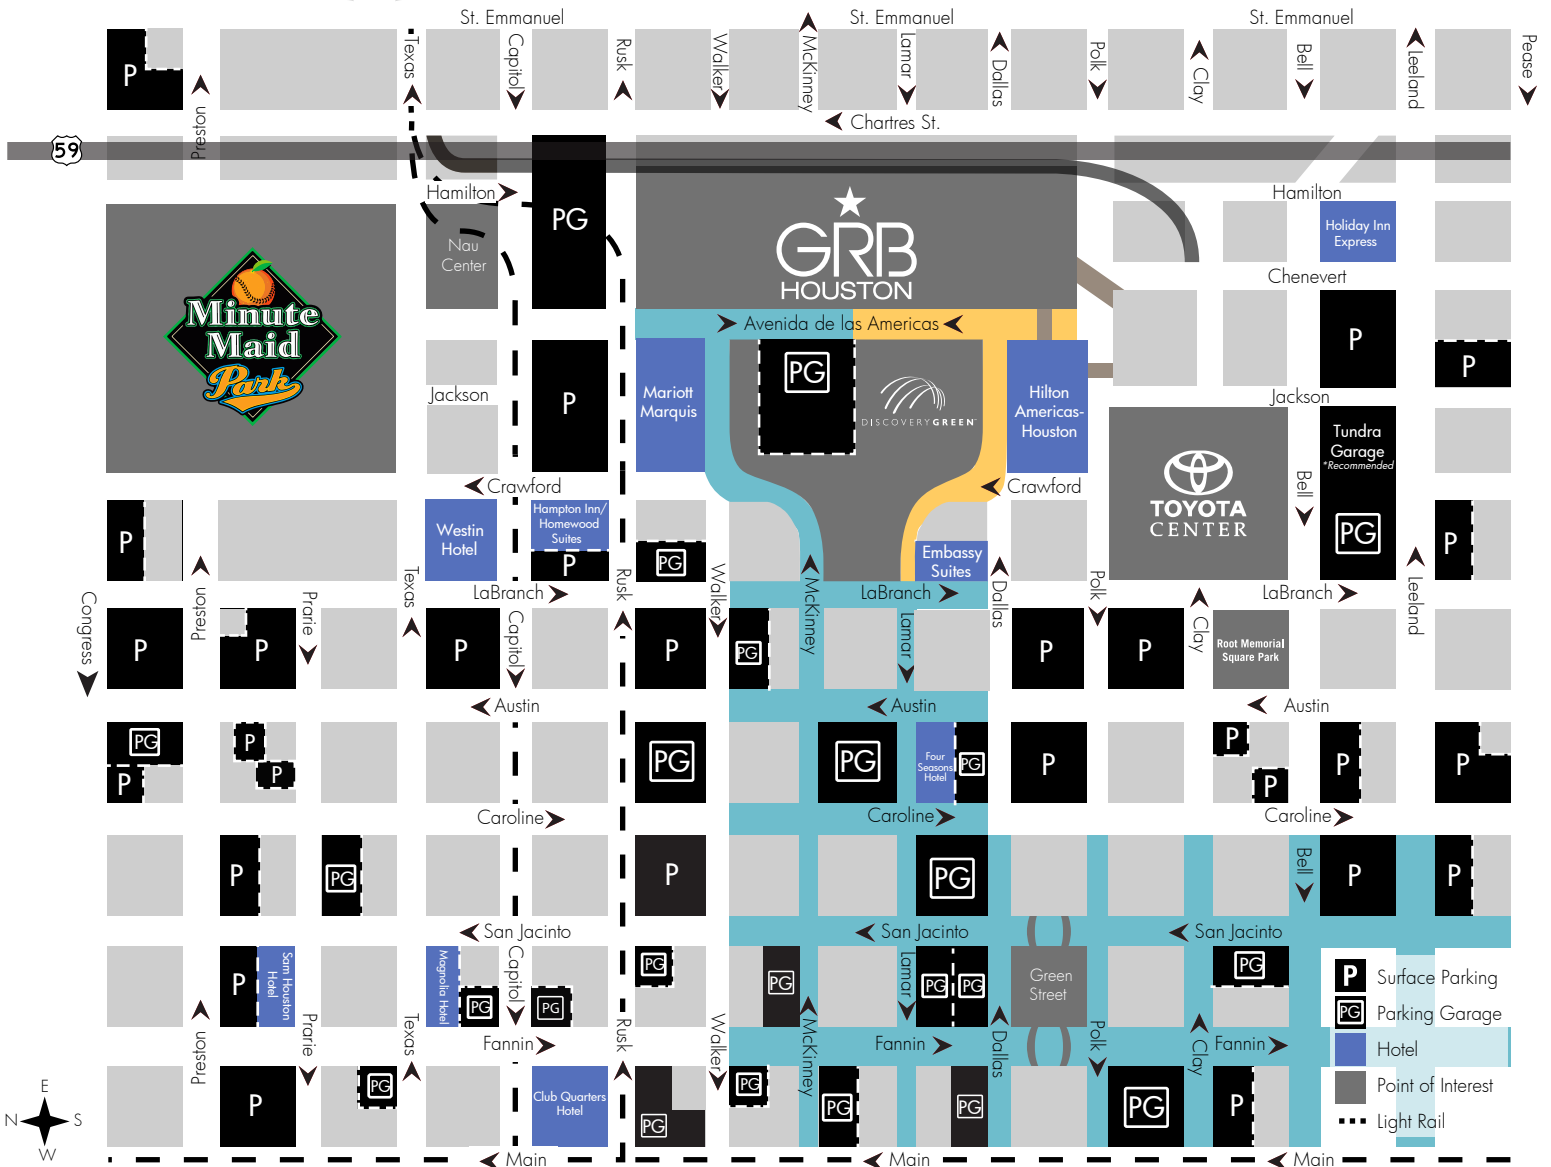 St. Emmanuel
St. Emmanuel
St. Emmanuel
Texas
Capitol
Rusk
Walker
McKinney
Lamar
Dallas
Polk
Clay
Bell
Leeland
Pease
P
Preston
Chartres St.
59
Hamilton
Hamilton
PG
Nau
Center
GRB
HOUSTON
Holiday Inn
Express
Chenevert
Minute
Maid
Park
Avenida de las Americas
PG
P
P
P
Jackson
Jackson
Mariott
Marquis
DISCOVERY GREEN
Hilton
Americas-
Houston
Tundra
Garage
*Recommended
PG
TOYOTA
CENTER
Bell
Crawford
Crawford
P
Westin
Hotel
Hampton Inn/
Homewood
Suites
P
PG
Embassy
Suites
P
Congress
Preston
Prarie
Texas
LaBranch
Capitol
Rusk
Walker
McKinney
LaBranch
Lamar
Dallas
Polk
Clay
LaBranch
Leeland
P
P
P
P
PG
P
P
Root Memorial
Square Park
Austin
Austin
Austin
PG
P
P
P
PG
PG
Four
Seasons
Hotel
PG
P
P
P
P
P
Caroline
Caroline
Caroline
P
PG
P
PG
Bell
P
P
San Jacinto
San Jacinto
San Jacinto
P
Sam Houston
Hotel
Magnolia Hotel
PG
Capitol
PG
PG
PG
Lamar
PG
PG
Green
Street
PG
P
Surface Parking
PG
Parking Garage
Hotel
Point of Interest
Light Rail
Preston
Prarie
Texas
Fannin
Rusk
Walker
McKinney
Fannin
Dallas
Polk
Clay
Fannin
P
PG
Club Quarters
Hotel
PG
PG
PG
PG
PG
P
E
N
S
W
Main
Main
Main